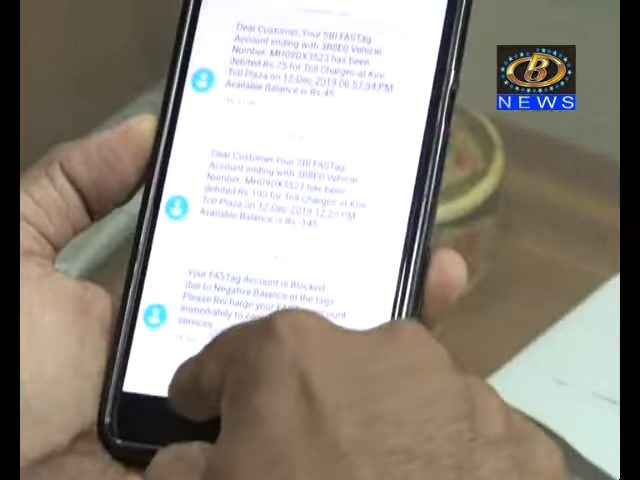 Dear Customer,Your SBI FASTag
Account ending with 3B8E0 Vehicle
Number: MH09DX3523 has been
debited Rs.75 for Toll Charges at Kini
Toll Plaza on 12-Dec-2019 06:57:54 PM
Available Balance is Rs-45
B
NEWS
Dear Customer,Your SBI FASTag
Account ending with 3B8E0 Vehicle
Number: MH09DX3523 has been
debited Rs.190 for Toll Charges at Kini
Toll Plaza on 12-Dec-2019 12:20 PM
Available Balance is Rs.-145
Your FASTag Account is Blocked
due to Negative Balance in the tags.
Please Recharge your
immediately to
services